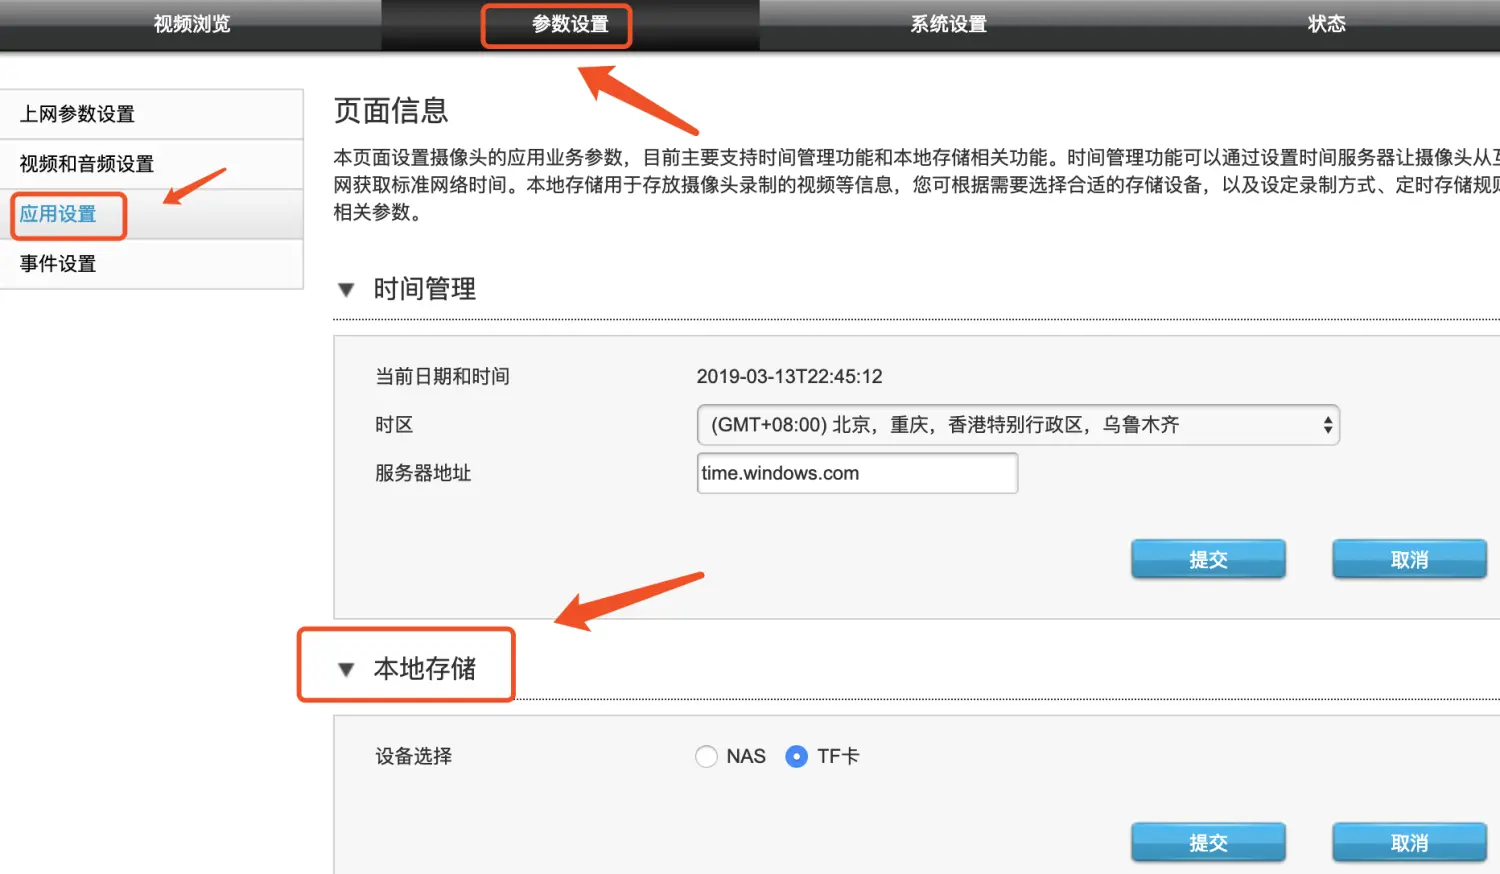 视频浏览
参数设置
系统设置
状态
上网参数设置
视频和音频设置
应用设置
事件设置
页面信息
本页面设置摄像头的应用业务参数，目前主要支持时间管理功能和本地存储相关功能。时间管理功能可以通过设置时间服务器让摄像头从互
网获取标准网络时间。本地存储用于存放摄像头录制的视频等信息，您可根据需要选择合适的存储设备，以及设定录制方式、定时存储规则
相关参数。
时间管理
当前日期和时间 2019-03-13T22:45:12
时区 (GMT+08:00) 北京，重庆，香港特别行政区，乌鲁木齐
服务器地址 time.windows.com
提交 取消
本地存储
设备选择 NAS TF卡
提交 取消